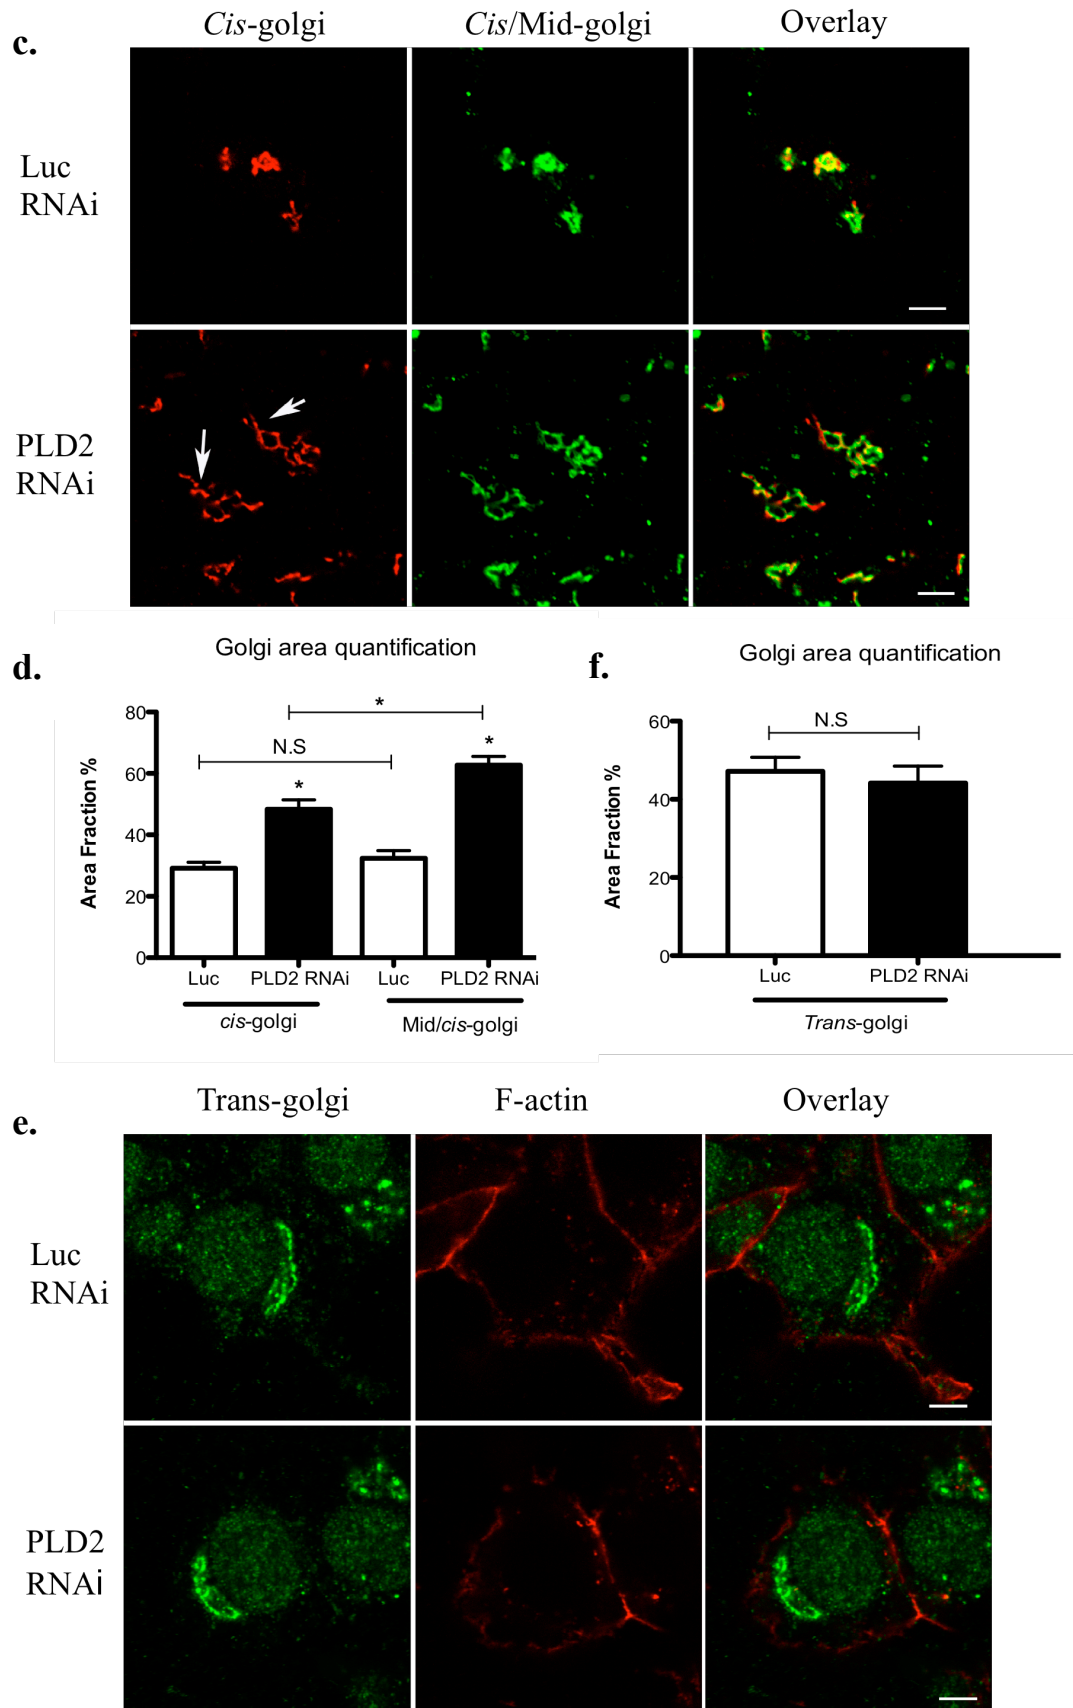 c.
Cis-golgi
Cis/Mid-golgi
Overlay
Luc
RNAi
PLD2
RNAi
d.
Golgi area quantification
80
60
40
20
0
Area Fraction %
N.S
*
*
*
Luc
PLD2 RNAi
Luc
PLD2 RNAi
cis-golgi
Mid/cis-golgi
f.
Golgi area quantification
60
40
20
0
Area Fraction %
N.S
Luc
PLD2 RNAi
Trans-golgi
e.
Trans-golgi
F-actin
Overlay
Luc
RNAi
PLD2
RNAi